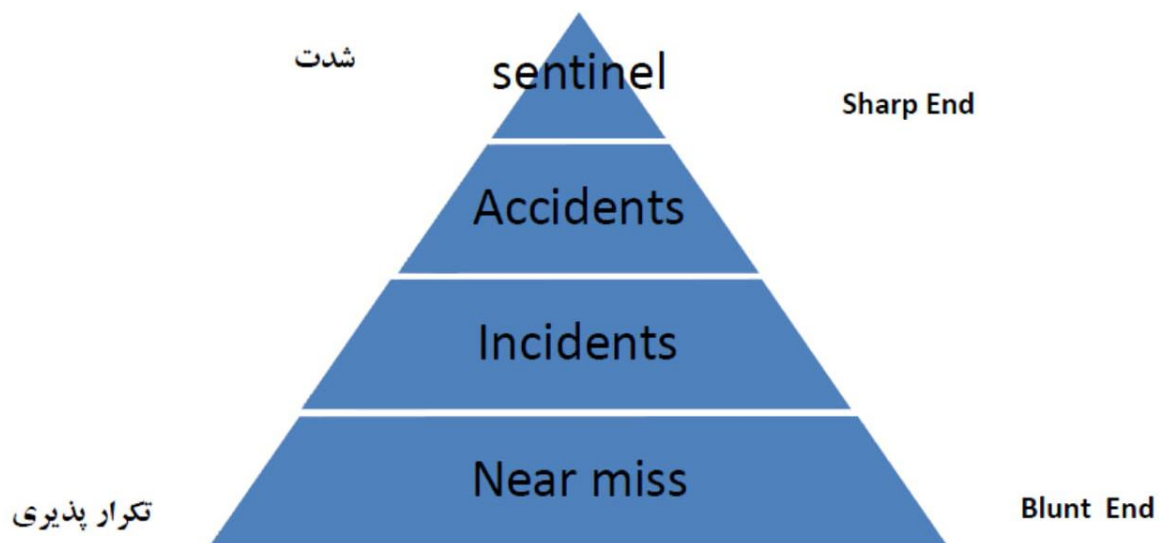 شدت
sentinel
Sharp End
Accidents
Incidents
Near miss
تکرار پذیری
Blunt End